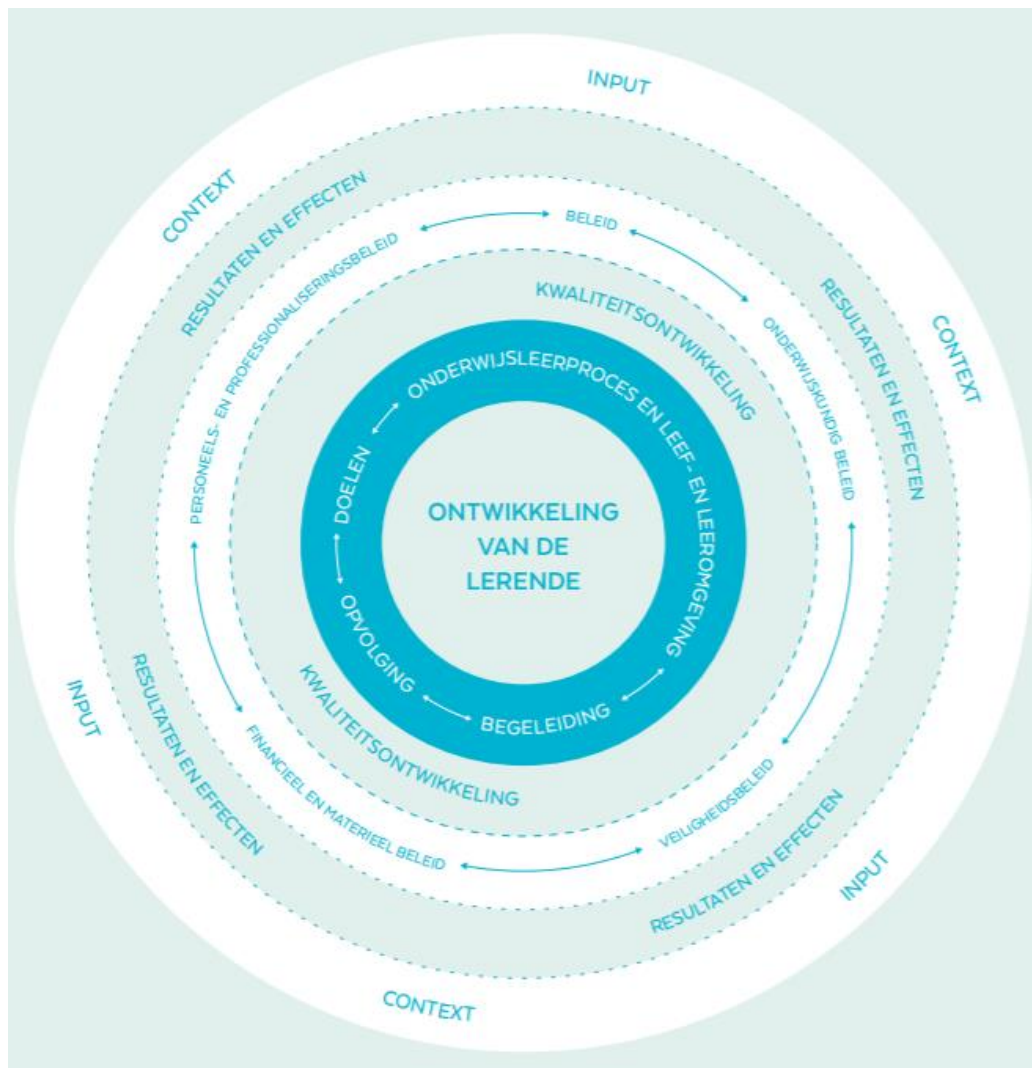 INPUT
CONTEXT
CONTEXT
INPUT
CONTEXT
INPUT
RESULTATEN EN EFFECTEN
RESULTATEN EN EFFECTEN
RESULTATEN EN EFFECTEN
RESULTATEN EN EFFECTEN
BELEID
ONDERWIJSKUNDIG BELEID
VEILIGHEIDSBELEID
FINANCIEEL EN MATERIEEL BELEID
PERSONEELS- EN PROFESSIONALISERINGSBELEID
KWALITEITSONTWIKKELING
KWALITEITSONTWIKKELING
ONDERWIJSLEERPROCES EN LEEF- EN LEEROMGEVING
BEGELEIDING
OPVOLGING
DOELEN
ONTWIKKELING
VAN DE
LERENDE